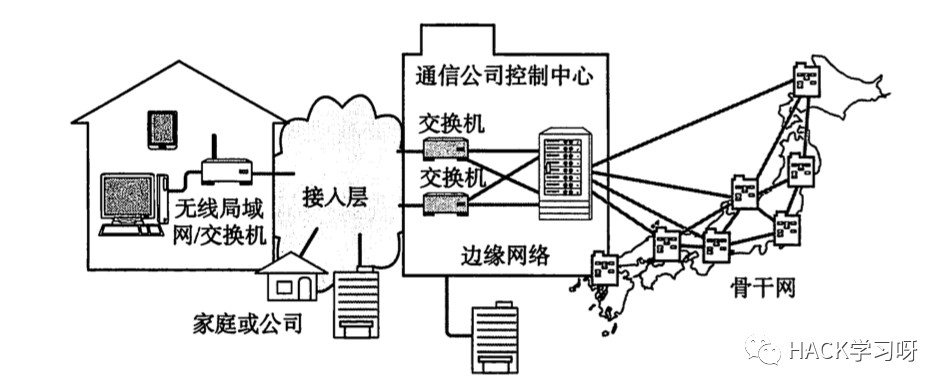 通信公司控制中心
交换机
交换机
无线局域
网/交换机
接入层
边缘网络
家庭或公司
骨干网
HACK学习呀